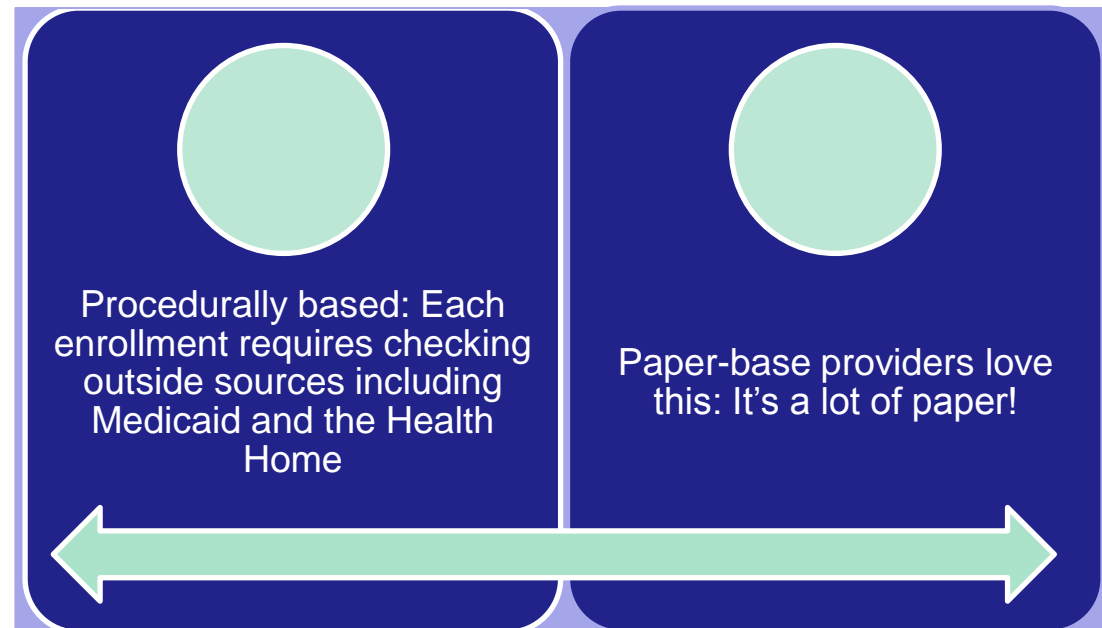 Procedurally based: Each
enrollment requires checking
outside sources including
Medicaid and the Health
Home
Paper-base providers love
this: It’s a lot of paper!